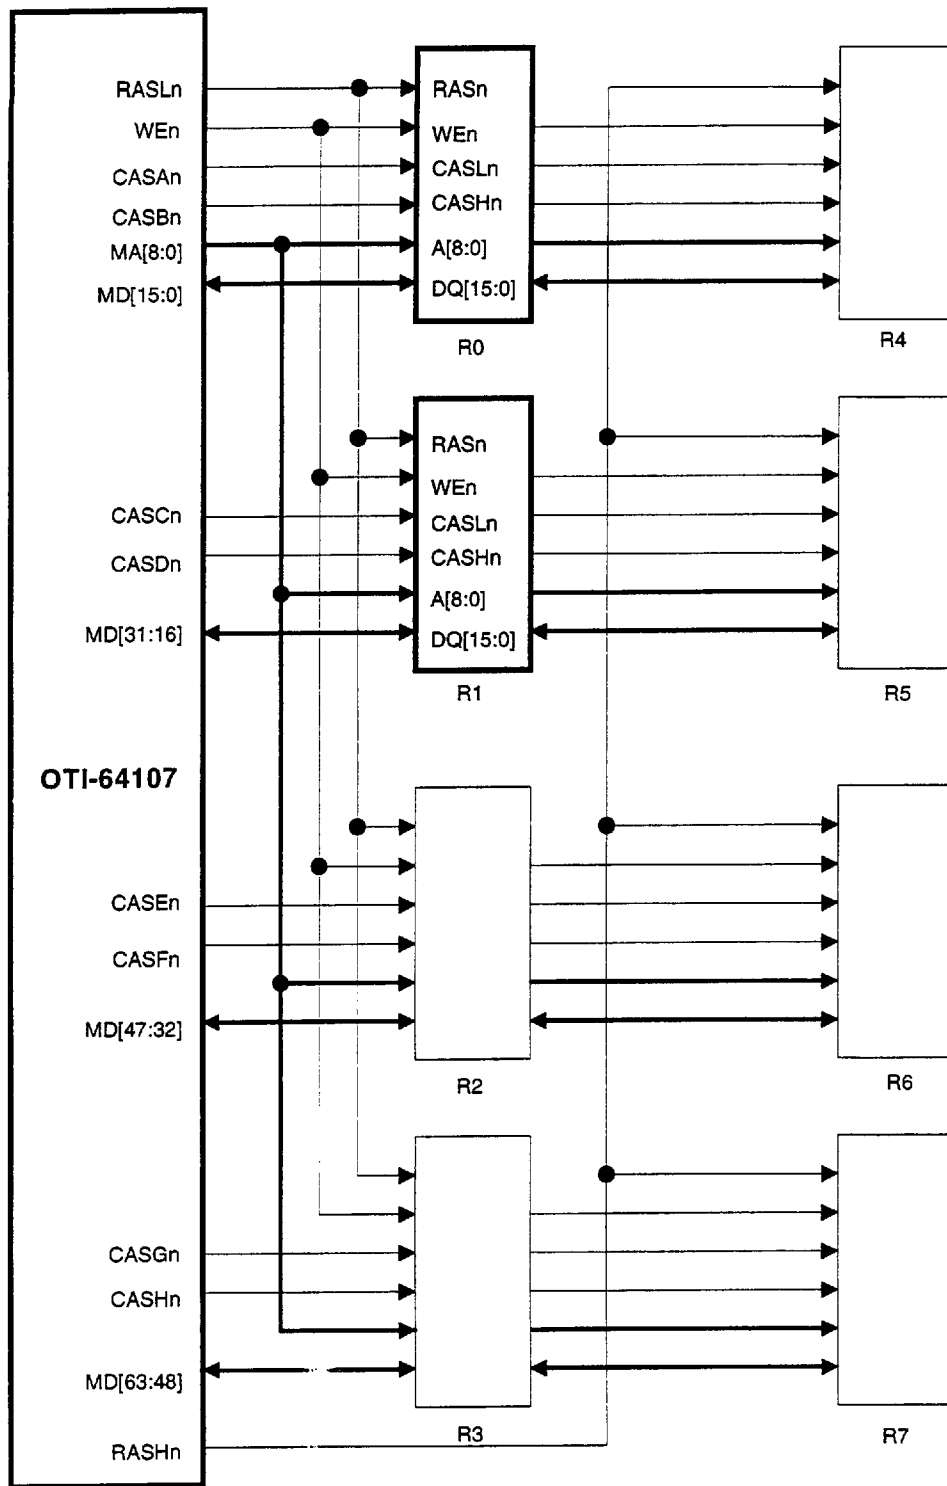 RASLn
WEn
CASAn
CASBn
MA[8:0]
MD[15:0]
RASn
WEn
CASLn
CASHn
A[8:0]
DQ[15:0]
R0
R4
CASCn
CASDn
MD[31:16]
RASn
WEn
CASLn
CASHn
A[8:0]
DQ[15:0]
R1
R5
OTI-64107
CASEn
CASFn
MD[47:32]
R2
R6
CASGn
CASHn
MD[63:48]
RASHn
R3
R7